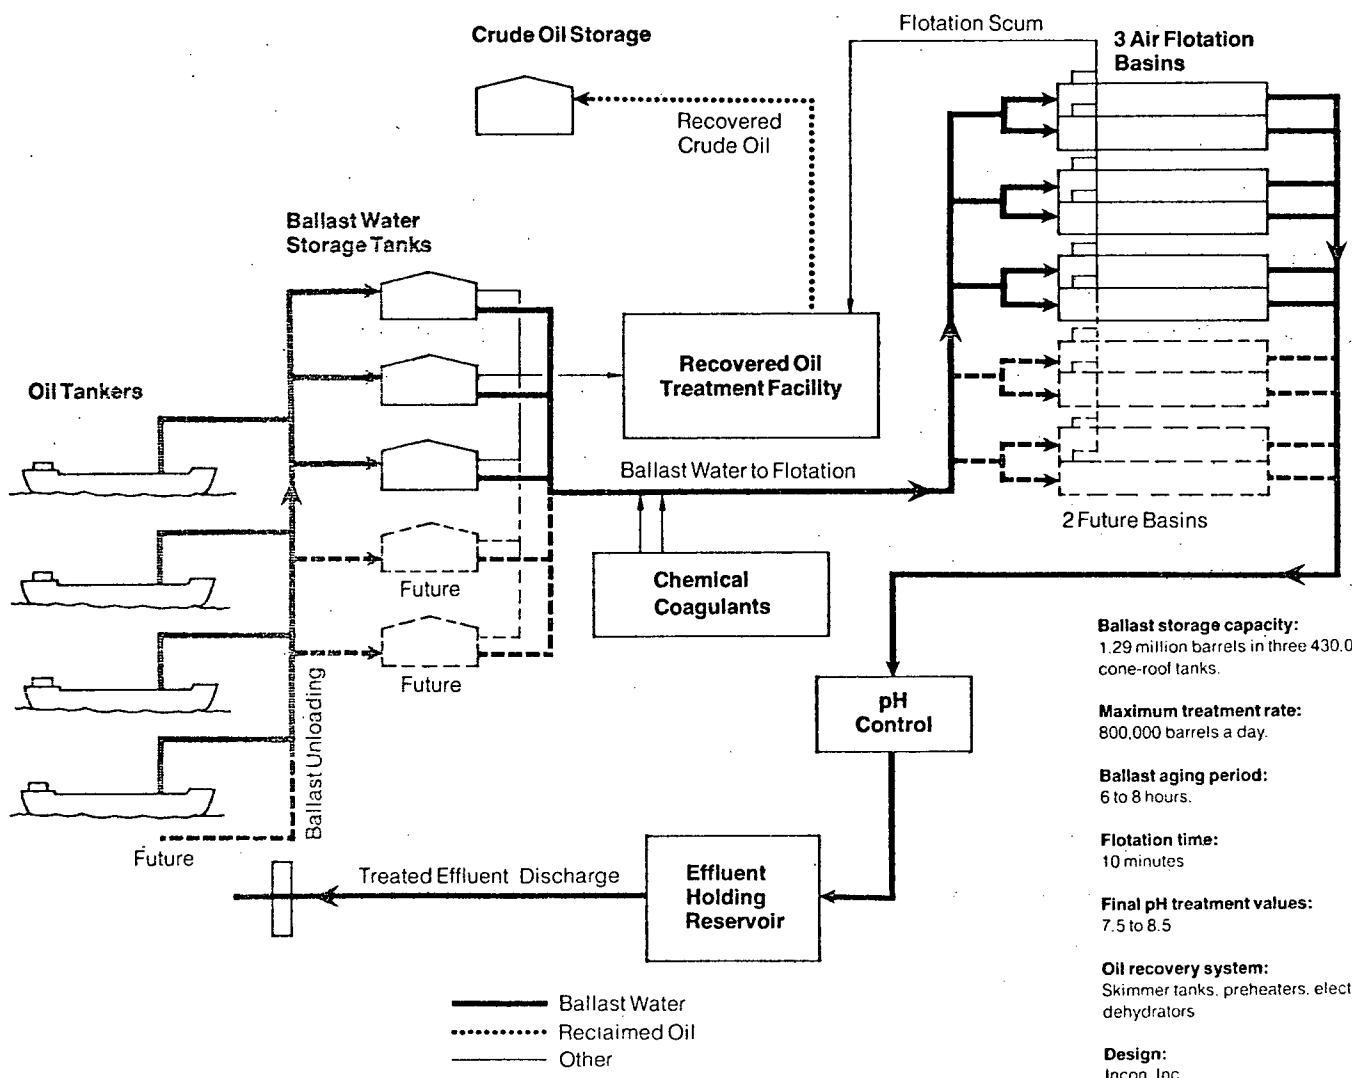 Flotation Scum
Crude Oil Storage
3 Air Flotation
Basins
Recovered
Crude Oil
Ballast Water
Storage Tanks
Recovered Oil
Treatment Facility
Oil Tankers
Ballast Water to Flotation
2 Future Basins
Chemical
Coagulants
Future
Future
Ballast Unloading
pH
Control
Future
Treated Effluent Discharge
Effluent
Holding
Reservoir
Ballast storage capacity:
1.29 million barrels in three 430,0
cone-roof tanks.
Maximum treatment rate:
800,000 barrels a day.
Ballast aging period:
6 to 8 hours.
Flotation time:
10 minutes
Final pH treatment values:
7.5 to 8.5
Oil recovery system:
Skimmer tanks, preheaters, elect
dehydrators
Design:
Incon, Inc.
Ballast Water
Reclaimed Oil
Other